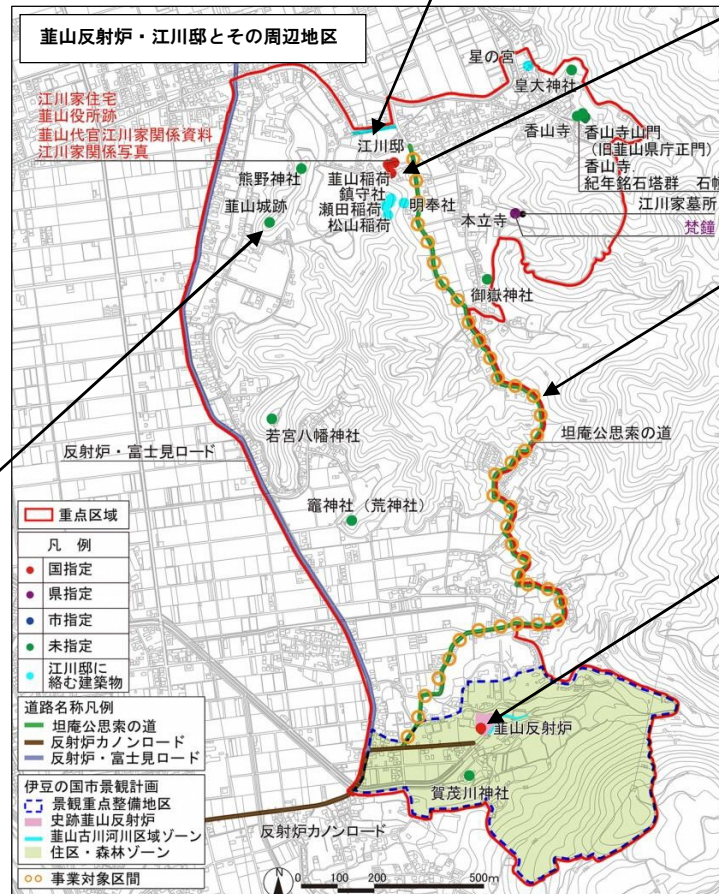 韮山反射炉・江川邸とその周辺地区
江川家住宅
韮山役所跡
韮山代官江川家関係資料
江川家関係写真
星の宮
皇大神社
江川邸
香山寺
香山寺山門
(旧韮山県庁正門)
香山寺
紀年銘石塔群 石幢
熊野神社
韮山稲荷
鎮守社
瀬田稲荷
松山稲荷
明奉社
韮山城跡
本立寺
江川家墓所
梵鐘
御嶽神社
若宮八幡神社
反射炉・富士見ロード
坦庵公思索の道
竈神社(荒神社)
韮山反射炉
賀茂川神社
反射炉カノンロード
重点区域
凡 例
国指定
県指定
市指定
未指定
江川邸に
絡む建築物
道路名称凡例
坦庵公思索の道
反射炉カノンロード
反射炉・富士見ロード
伊豆の国市景観計画
景観重点整備地区
史跡韮山反射炉
韮山古川河川区域ゾーン
住区・森林ゾーン
事業対象区間
N
0 100 200 500m